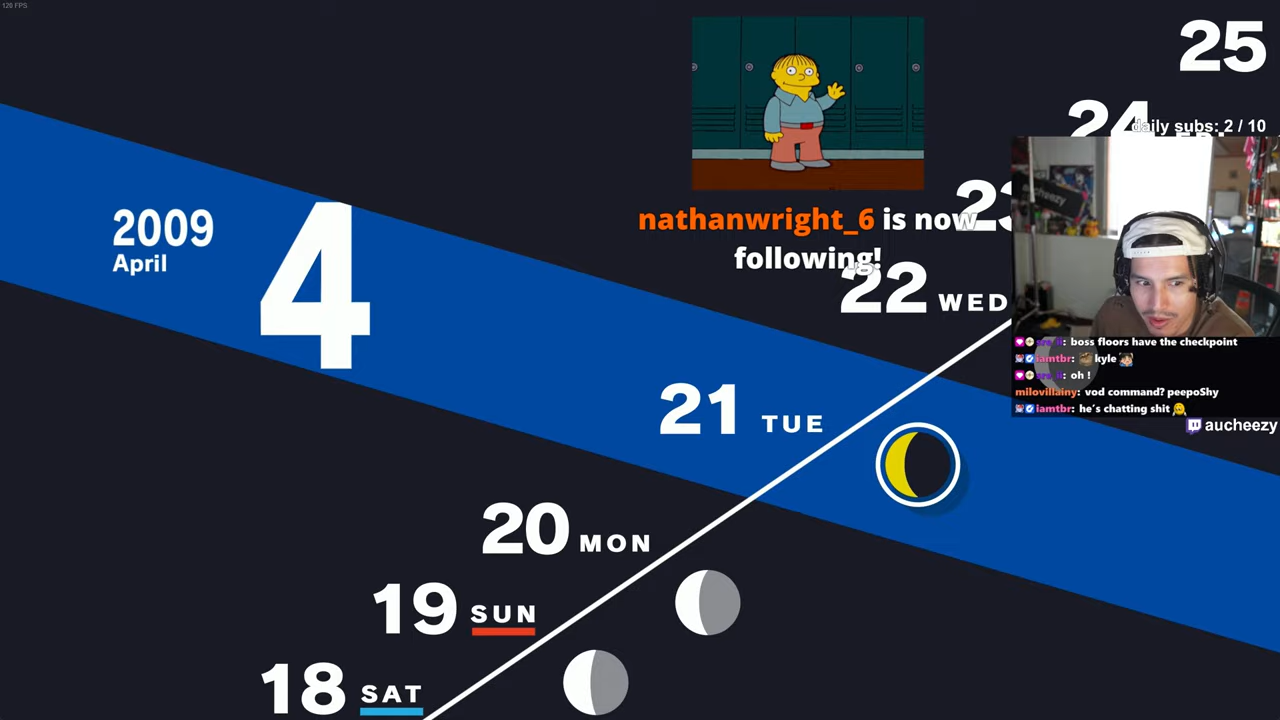 120 FPS
25
24
daily subs: 2 / 10
2009
April
4
nathanwright_6 is now
following!
23
22 WED
aucheezy
boss floors have the checkpoint
iamtbr: kyle
oh !
milovillainy: vod command? peepoShy
iamtbr: he's chatting shit
aucheezy
21 TUE
20 MON
19 SUN
18 SAT